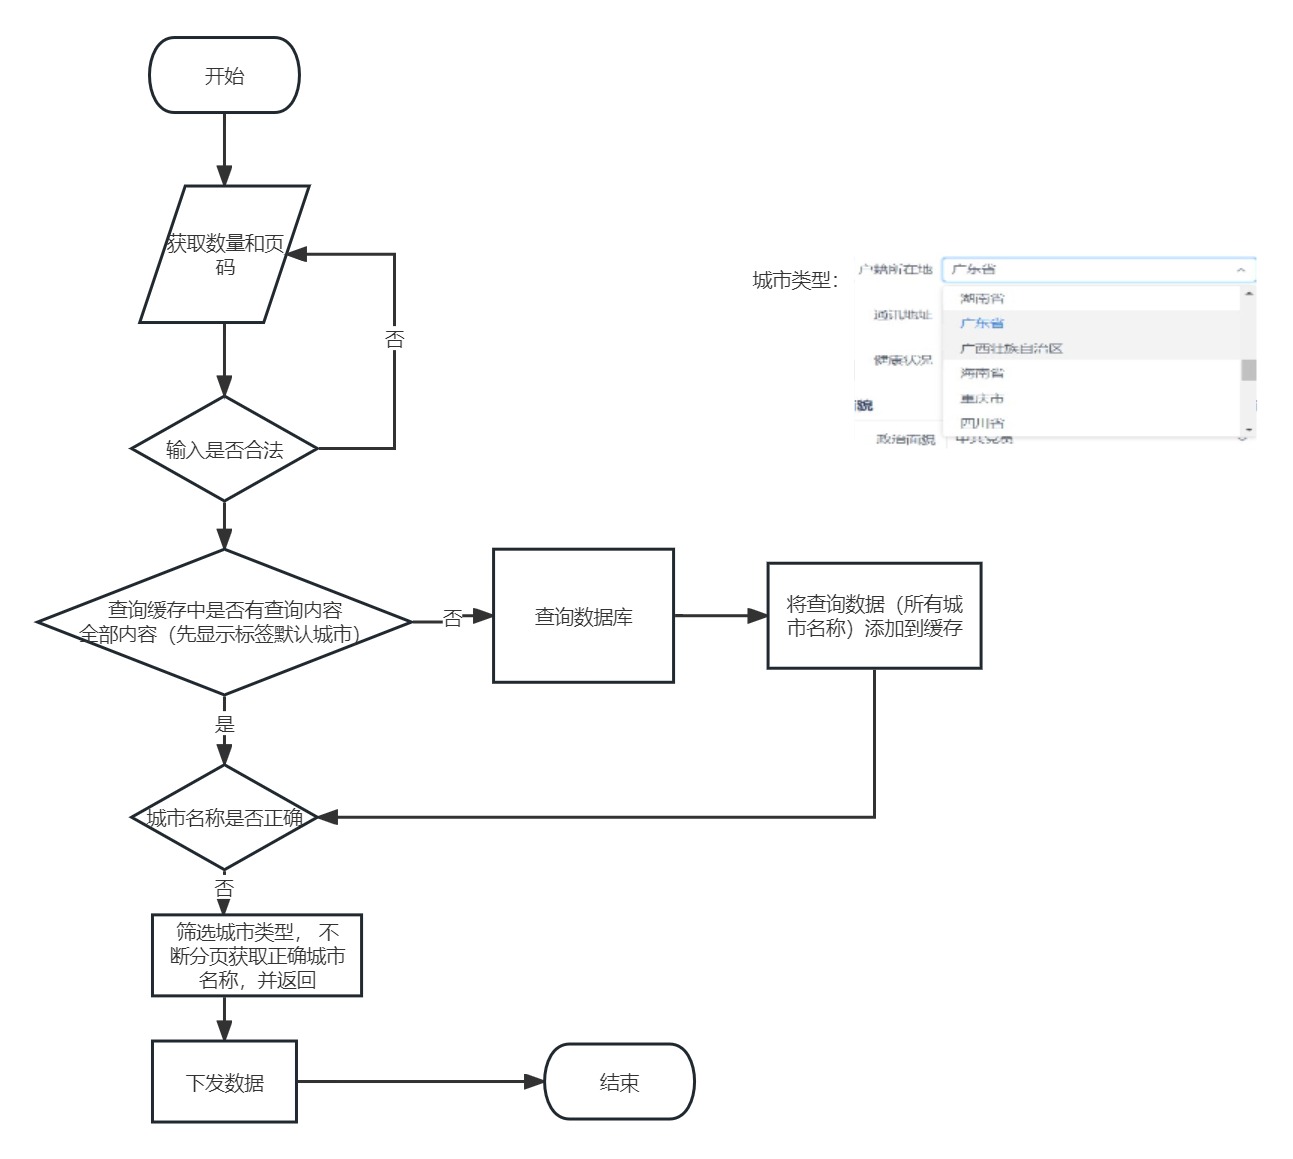 开始
获取数量和页
码
否
输入是否合法
城市类型：
户籍所在地
广东省
湖南省
通讯地址
广东省
广西壮族自治区
健康状况
海南省
重庆市
貌
四川省
政治面貌
中共党员
查询缓存中是否有查询内容
全部内容（先显示标签默认城市）
否
查询数据库
将查询数据（所有城
市名称）添加到缓存
是
城市名称是否正确
否
筛选城市类型， 不
断分页获取正确城市
名称，并返回
下发数据
结束